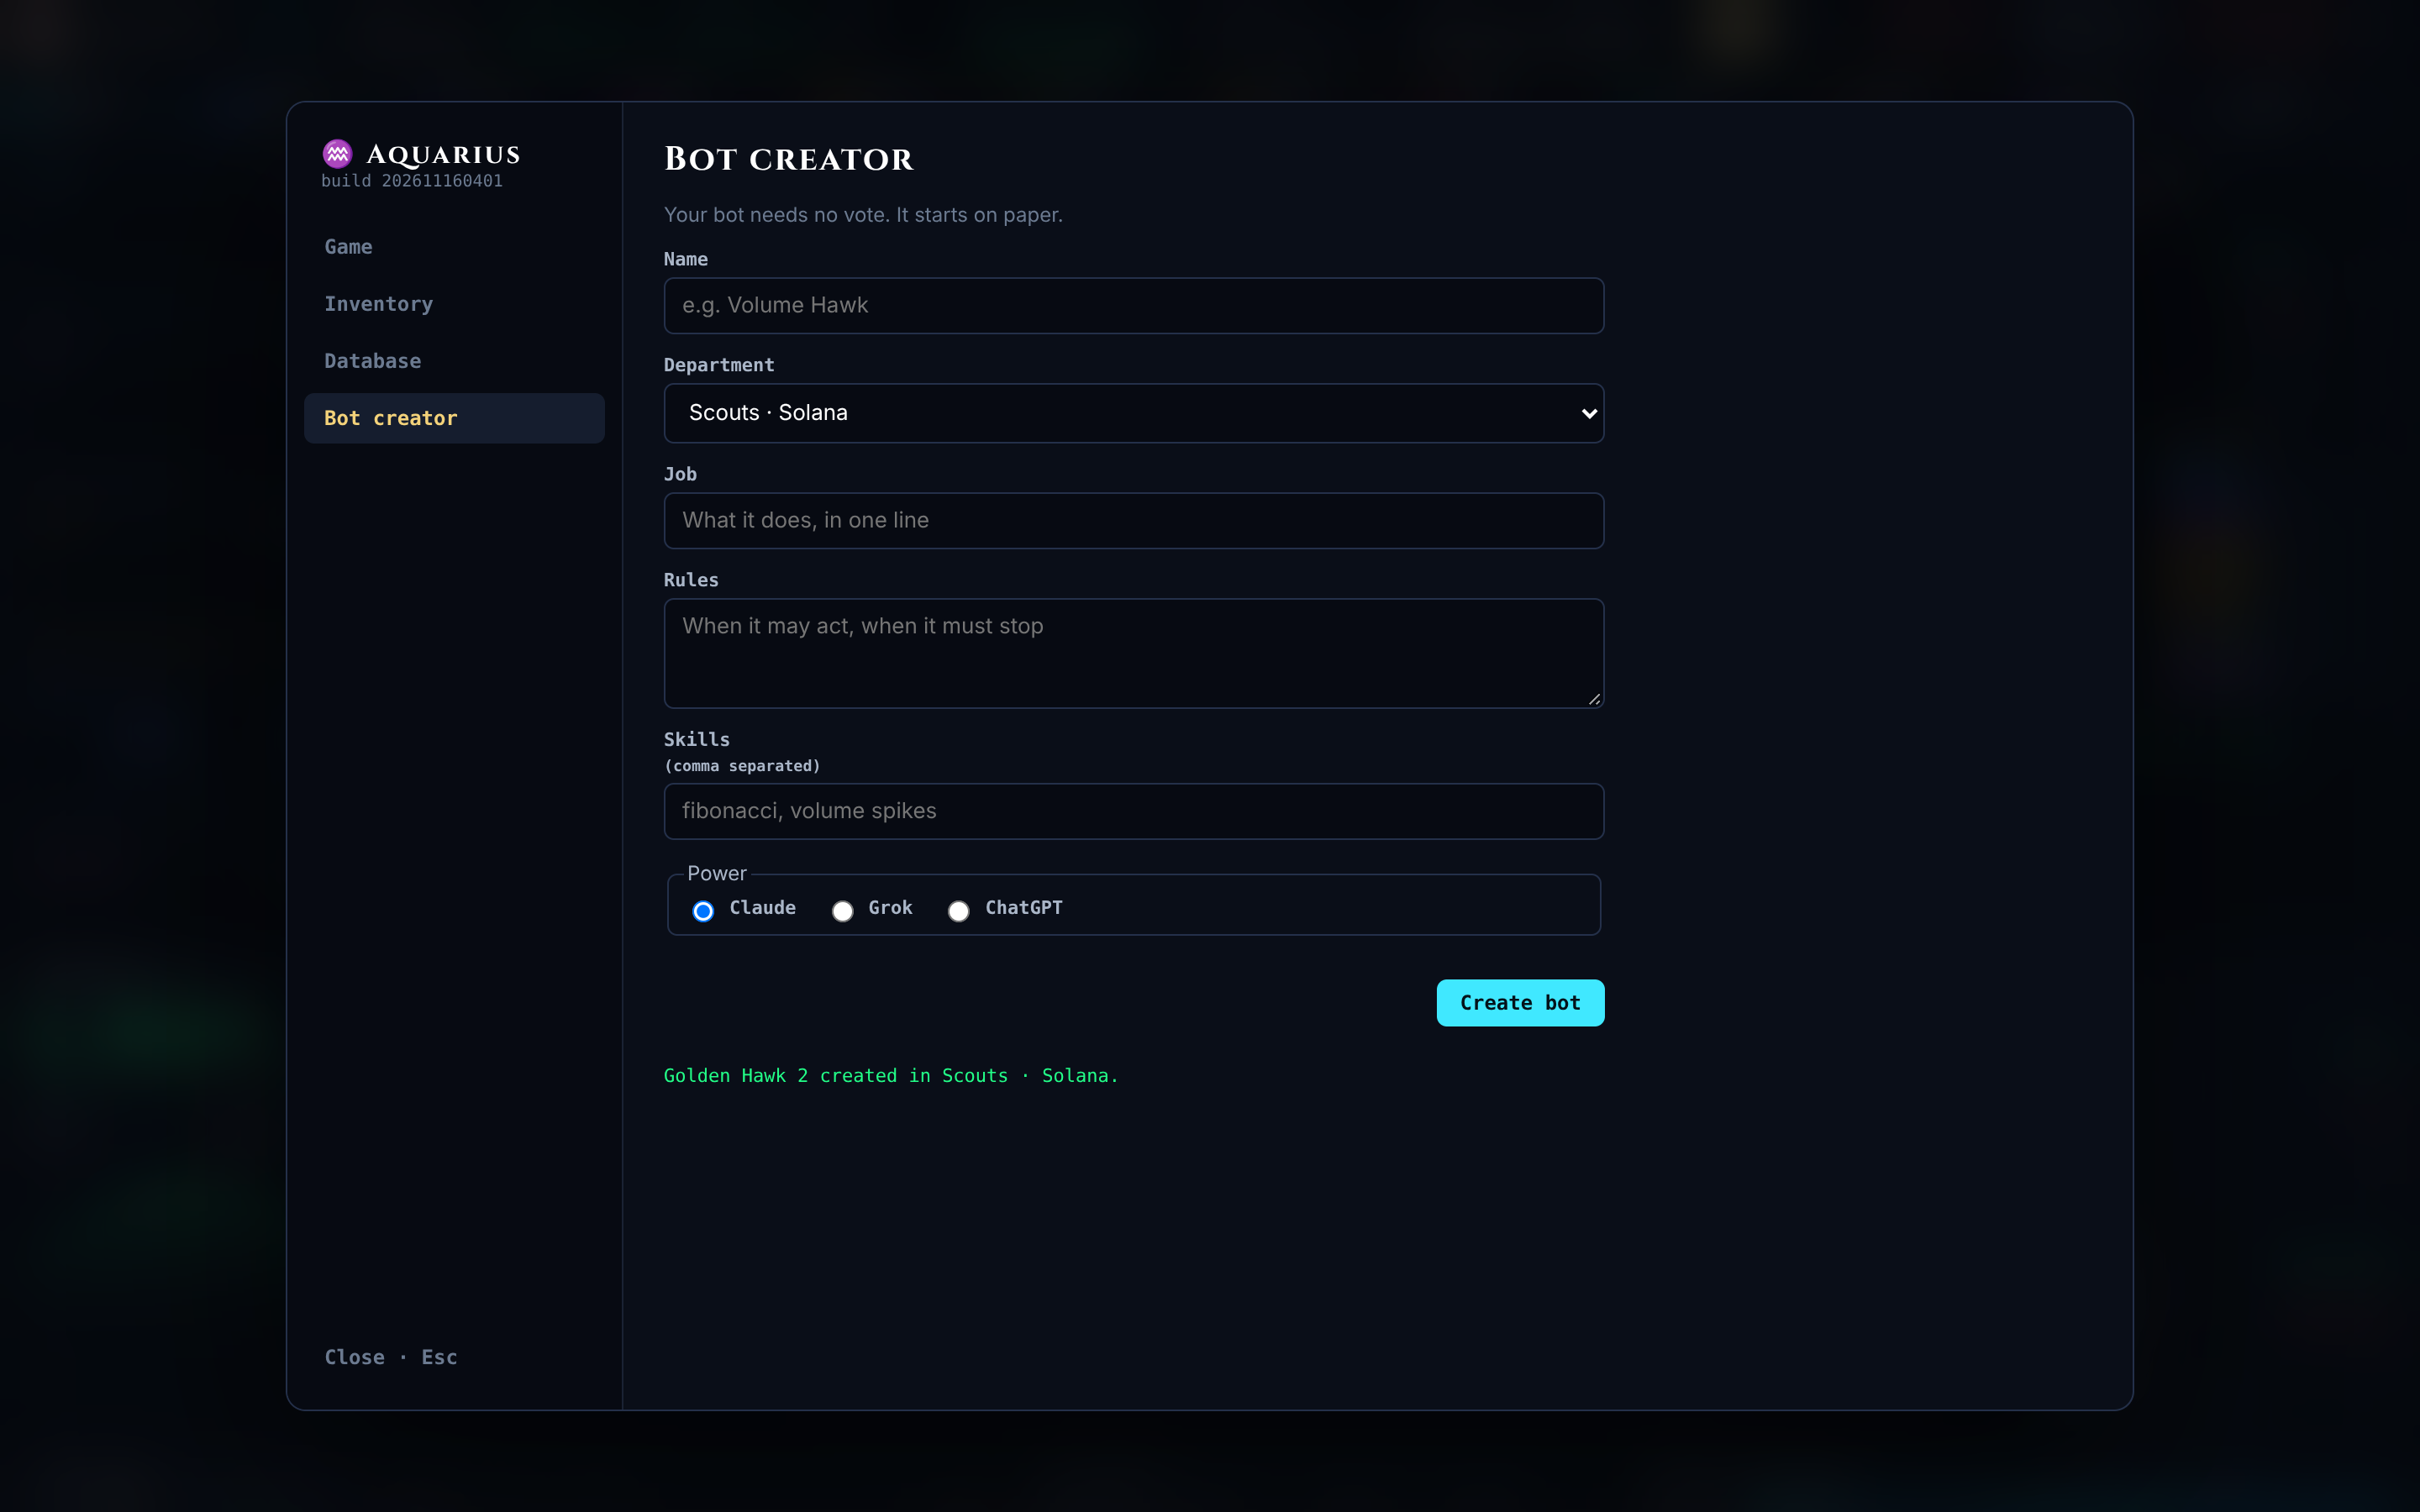 ♒ AQUARIUS
build 202611160401
Game
Inventory
Database
Bot creator
Close · Esc
Bot creator
Your bot needs no vote. It starts on paper.
Name
e.g. Volume Hawk
Department
Scouts · Solana
Job
What it does, in one line
Rules
When it may act, when it must stop
Skills
(comma separated)
fibonacci, volume spikes
Power
Claude Grok ChatGPT
Create bot
Golden Hawk 2 created in Scouts · Solana.